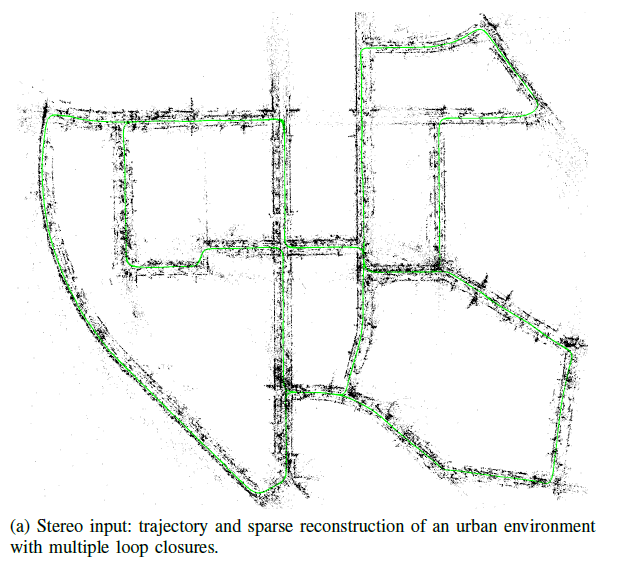 (a) Stereo input: trajectory and sparse reconstruction of an urban environment
with multiple loop closures.